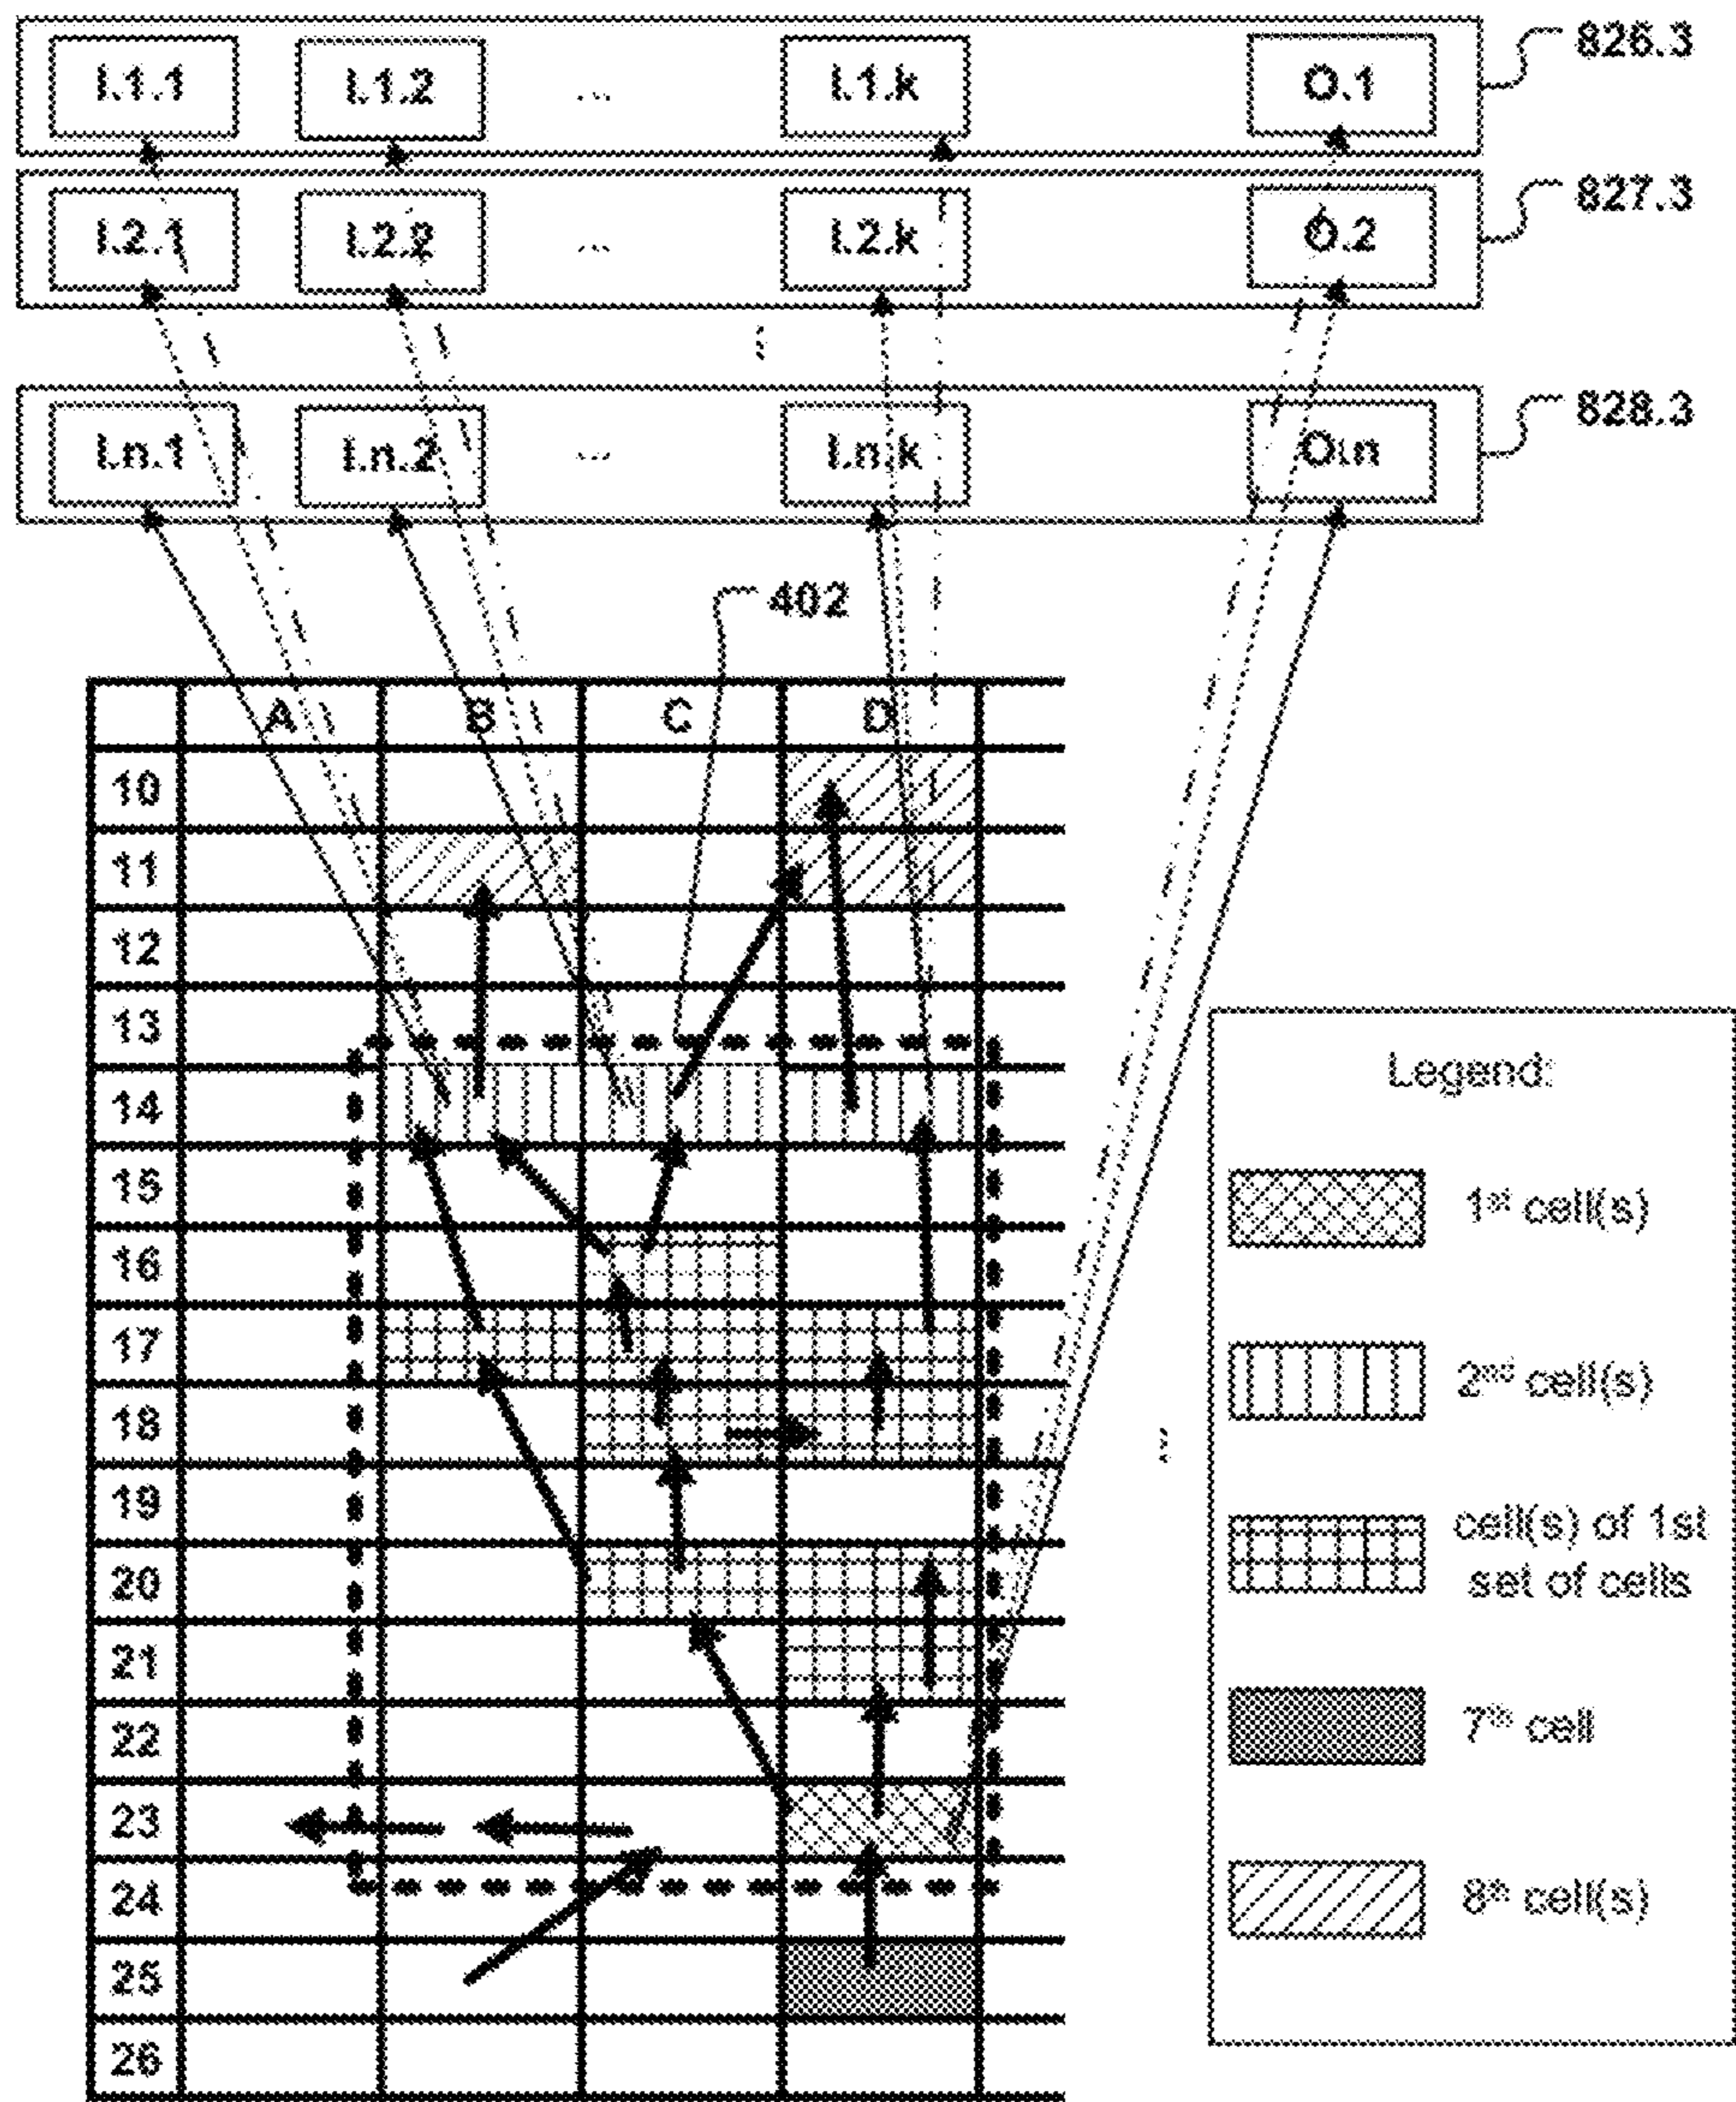 I.1.1 I.1.2 ... I.1.k O.1 826.3
I.2.1 I.2.2 ... I.2.k O.2 827.3
I.n.1 I.n.2 ... I.n.k O.n 828.3
402
A B C D
10
11
12
13
14
15
16
17
18
19
20
21
22
23
24
25
26
Legend:
1st cell(s)
2nd cell(s)
cell(s) of 1st
set of cells
7th cell
8th cell(s)